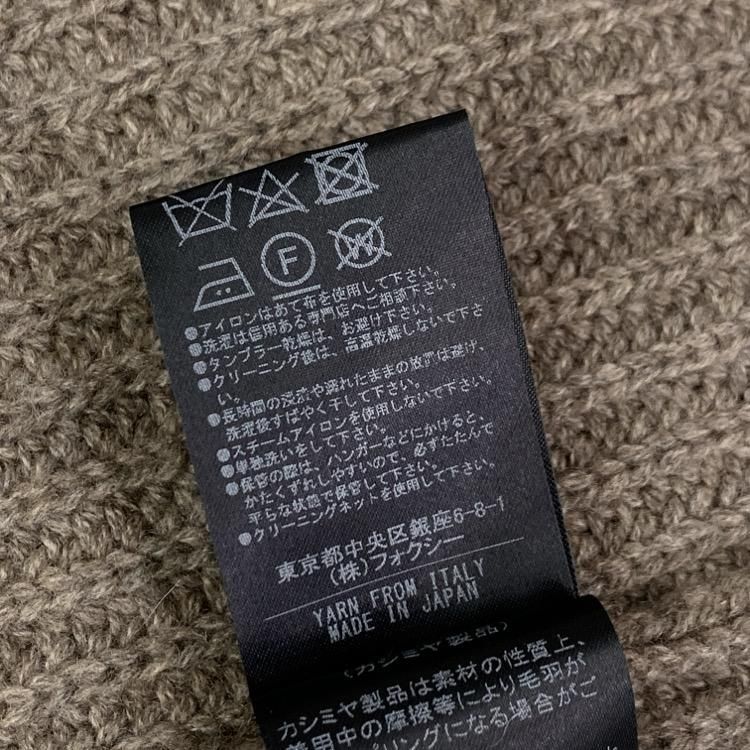 F
W
●アイロンはあて布を使用して下さい。
●洗濯は信用ある専門店へご相談下さい。
●タンブラー乾燥は、お避け下さい。
●クリーニング後は、高温乾燥しないで下さ
い。
●長時間の浸漬や濡れたままの放置は避け、
洗濯後すばやく干して下さい。
●スチームアイロンを使用しないで下さい。
●単独洗いをして下さい。
●保管の際は、ハンガーなどにかけると、
かたくずれしやすいので、必ずたたんで
平らな状態で保管して下さい。
●クリーニングネットを使用して下さい。
東京都中央区銀座6-8-1
(株)フォクシー
YARN FROM ITALY
MADE IN JAPAN
(カシミヤ製品)
カシミヤ製品は素材の性質上、
着用中の摩擦等により毛羽が
ピリングになる場合がご